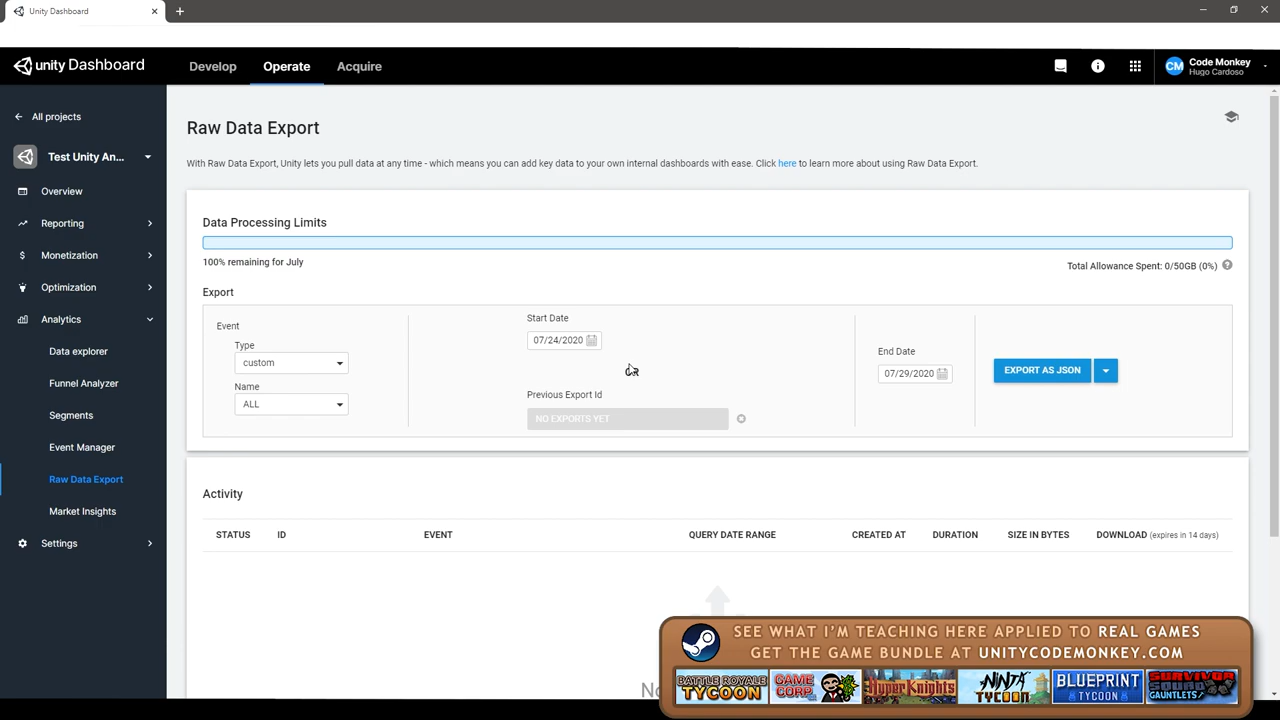 Unity Dashboard
unity Dashboard
Develop
Operate
Acquire
CM
Code Monkey
Hugo Cardoso
All projects
Test Unity An...
Overview
Reporting
Monetization
Optimization
Analytics
Data explorer
Funnel Analyzer
Segments
Event Manager
Raw Data Export
Market Insights
Settings
Raw Data Export
With Raw Data Export, Unity lets you pull data at any time - which means you can add key data to your own internal dashboards with ease. Click here to learn more about using Raw Data Export.
Data Processing Limits
100% remaining for July
Total Allowance Spent: 0/50GB (0%)
Export
Event
Type
custom
Name
ALL
Start Date
07/24/2020
or
Previous Export Id
NO EXPORTS YET
End Date
07/29/2020
EXPORT AS JSON
Activity
STATUS
ID
EVENT
QUERY DATE RANGE
CREATED AT
DURATION
SIZE IN BYTES
DOWNLOAD (expires in 14 days)
SEE WHAT I'M TEACHING HERE APPLIED TO REAL GAMES
GET THE GAME BUNDLE AT UNITYCODEMONKEY.COM
BATTLE ROYALE TYCOON
GAME CORP
HYPER KNIGHTS
NINJA TYCOON
BLUEPRINT TYCOON
SURVIVOR SQUAD GAUNTLETS